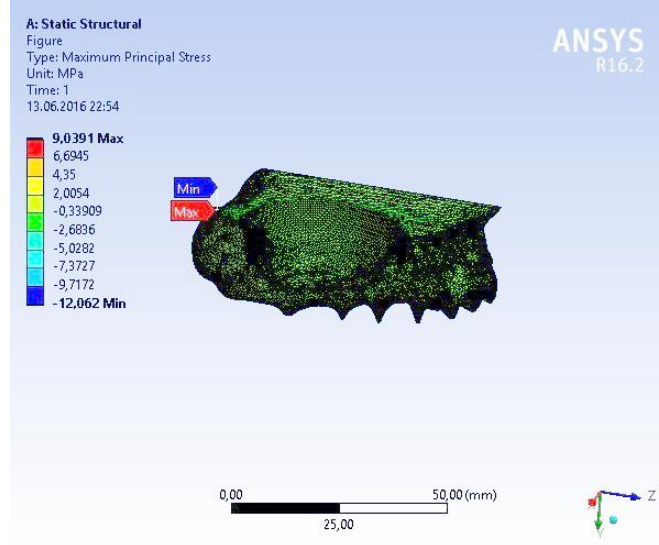 A: Static Structural
Figure
Type: Maximum Principal Stress
Unit: MPa
Time: 1
13.06.2016 22:54
ANSYS
R16.2
9,0391 Max
6,6945
4,35
2,0054
-0,33909
-2,6836
-5,0282
-7,3727
-9,7172
-12,062 Min
Min
Max
0,00
50,00 (mm)
25,00
Z
Y